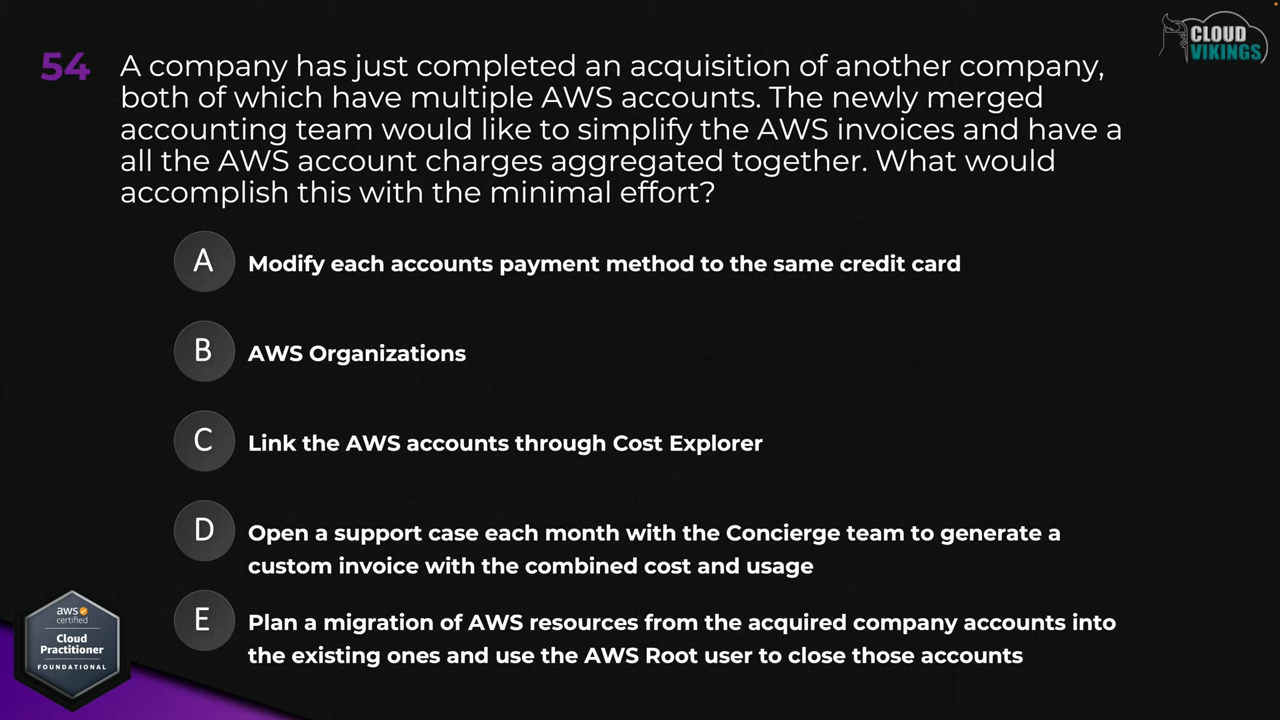 CLOUD
VIKINGS
54
A company has just completed an acquisition of another company,
both of which have multiple AWS accounts. The newly merged
accounting team would like to simplify the AWS invoices and have a
all the AWS account charges aggregated together. What would
accomplish this with the minimal effort?
A
Modify each accounts payment method to the same credit card
B
AWS Organizations
C
Link the AWS accounts through Cost Explorer
D
Open a support case each month with the Concierge team to generate a
custom invoice with the combined cost and usage
E
Plan a migration of AWS resources from the acquired company accounts into
the existing ones and use the AWS Root user to close those accounts
aws
certified
Cloud
Practitioner
FOUNDATIONAL